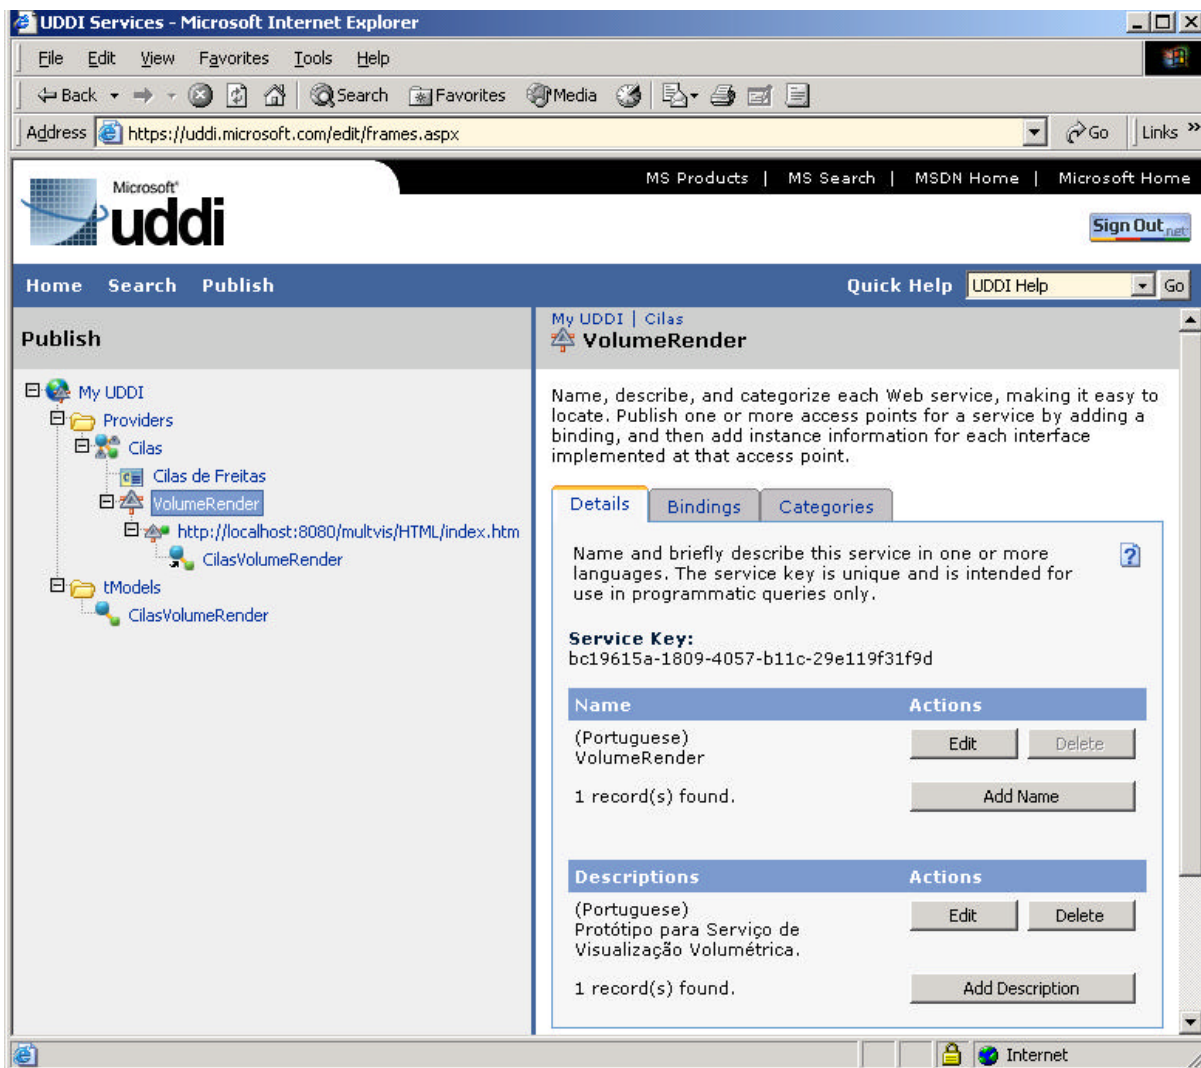 UDDI Services - Microsoft Internet Explorer
File Edit View Favorites Tools Help
Back Search Favorites Media
Address https://uddi.microsoft.com/edit/frames.aspx Go Links »
MS Products | MS Search | MSDN Home | Microsoft Home
Microsoft
uddi
Sign Out.net
Home Search Publish Quick Help UDDI Help Go
Publish
My UDDI
Providers
Cilas
Cilas de Freitas
VolumeRender
http://localhost:8080/multvis/HTML/index.htm
CilasVolumeRender
tModels
CilasVolumeRender
My UDDI | Cilas
VolumeRender
Name, describe, and categorize each Web service, making it easy to
locate. Publish one or more access points for a service by adding a
binding, and then add instance information for each interface
implemented at that access point.
Details Bindings Categories
Name and briefly describe this service in one or more
languages. The service key is unique and is intended for
use in programmatic queries only.
Service Key:
bc19615a-1809-4057-b11c-29e119f31f9d
Name Actions
(Portuguese)
VolumeRender
Edit Delete
1 record(s) found. Add Name
Descriptions Actions
(Portuguese)
Protótipo para Serviço de
Visualização Volumétrica.
Edit Delete
1 record(s) found. Add Description
Internet